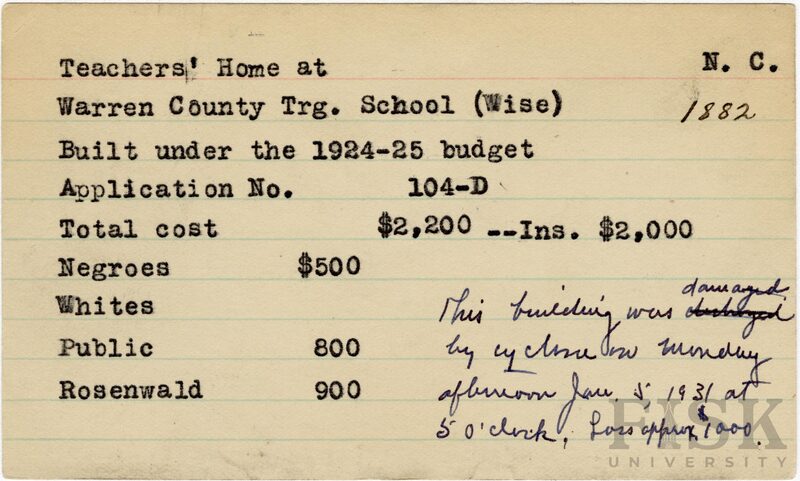 Teachers' Home at N. C.
Warren County Trg. School (Wise) 1882
Built under the 1924-25 budget
Application No. 104-D
Total cost $2,200 --Ins. $2,000
Negroes $500
Whites
Public 800
Rosenwald 900
damaged
This building was destroyed
by cyclone on Monday
afternoon Jan. 5, 1931 at
5 O'clock, Loss approx $1000.
FISK
UNIVERSITY